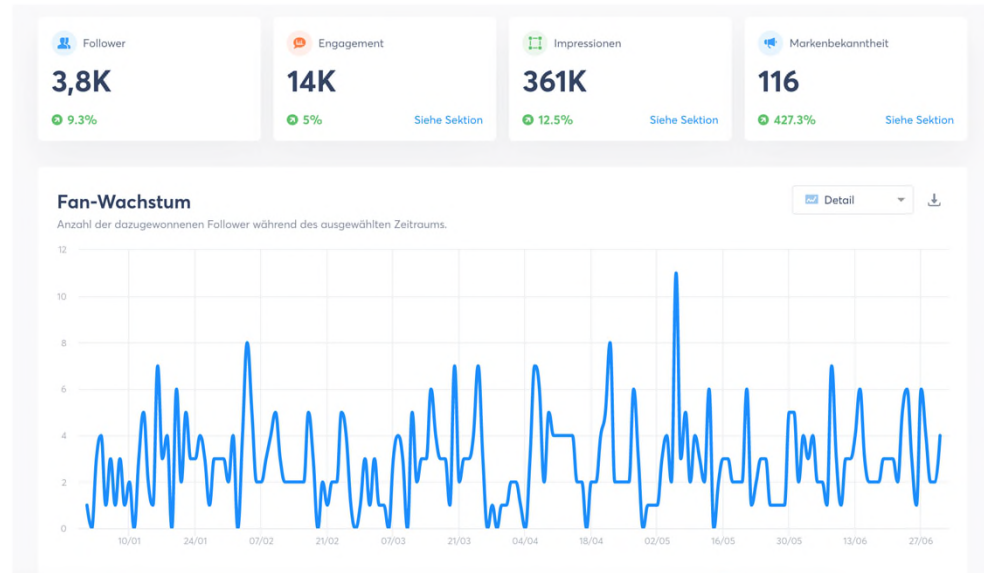 Follower
3,8K
9.3%
Engagement
14K
5%
Siehe Sektion
Impressionen
361K
12.5%
Siehe Sektion
Markenbekanntheit
116
427.3%
Siehe Sektion
Fan-Wachstum
Detail
Anzahl der dazugewonnenen Follower während des ausgewählten Zeitraums.
12
10
8
6
4
2
0
10/01 24/01 07/02 21/02 07/03 21/03 04/04 18/04 02/05 16/05 30/05 13/06 27/06